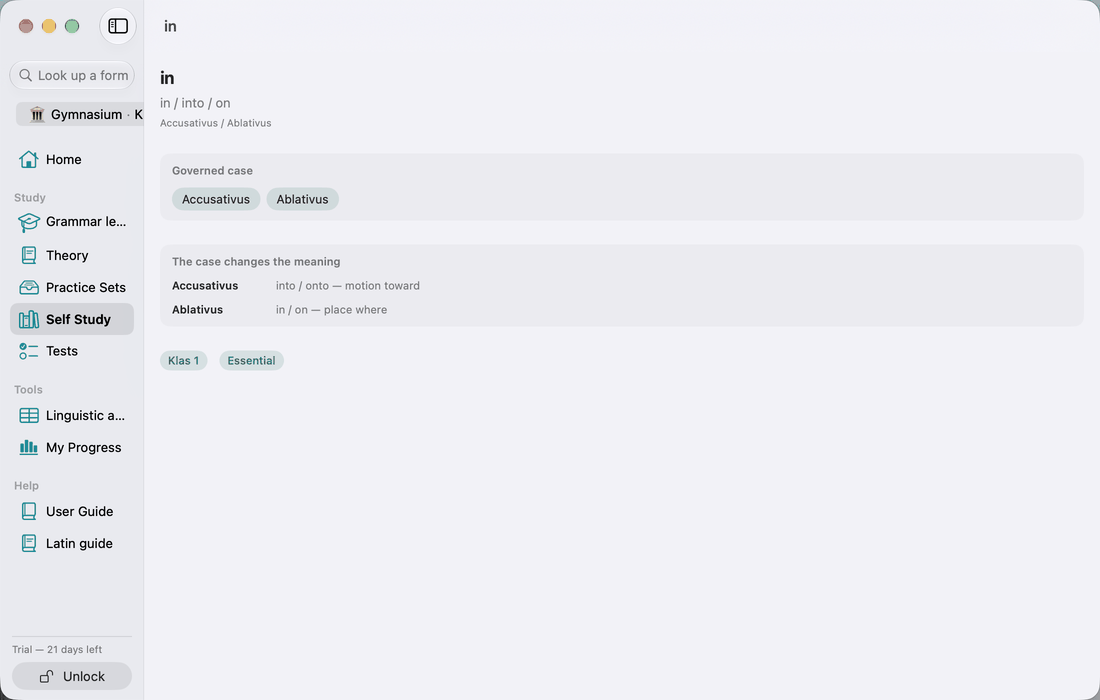 in
Look up a form
Gymnasium · K
Home
Study
Grammar le...
Theory
Practice Sets
Self Study
Tests
Tools
Linguistic a...
My Progress
Help
User Guide
Latin guide
Trial — 21 days left
Unlock
in
in / into / on
Accusativus / Ablativus
Governed case
Accusativus Ablativus
The case changes the meaning
Accusativus into / onto — motion toward
Ablativus in / on — place where
Klas 1 Essential